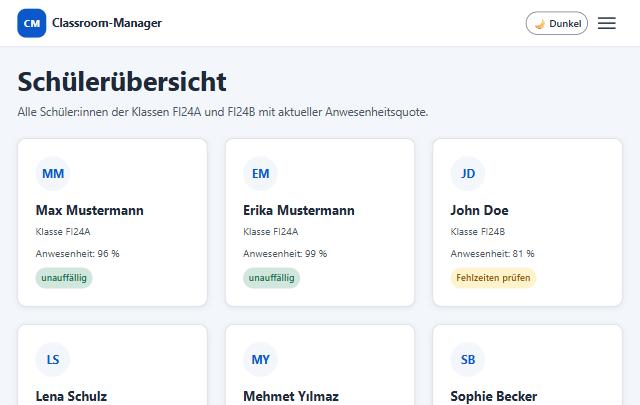 CM Classroom-Manager
🌙 Dunkel
Schülerübersicht
Alle Schüler:innen der Klassen FI24A und FI24B mit aktueller Anwesenheitsquote.
MM
Max Mustermann
Klasse FI24A
Anwesenheit: 96 %
unauffällig
EM
Erika Mustermann
Klasse FI24A
Anwesenheit: 99 %
unauffällig
JD
John Doe
Klasse FI24B
Anwesenheit: 81 %
Fehlzeiten prüfen
LS
Lena Schulz
MY
Mehmet Yılmaz
SB
Sophie Becker